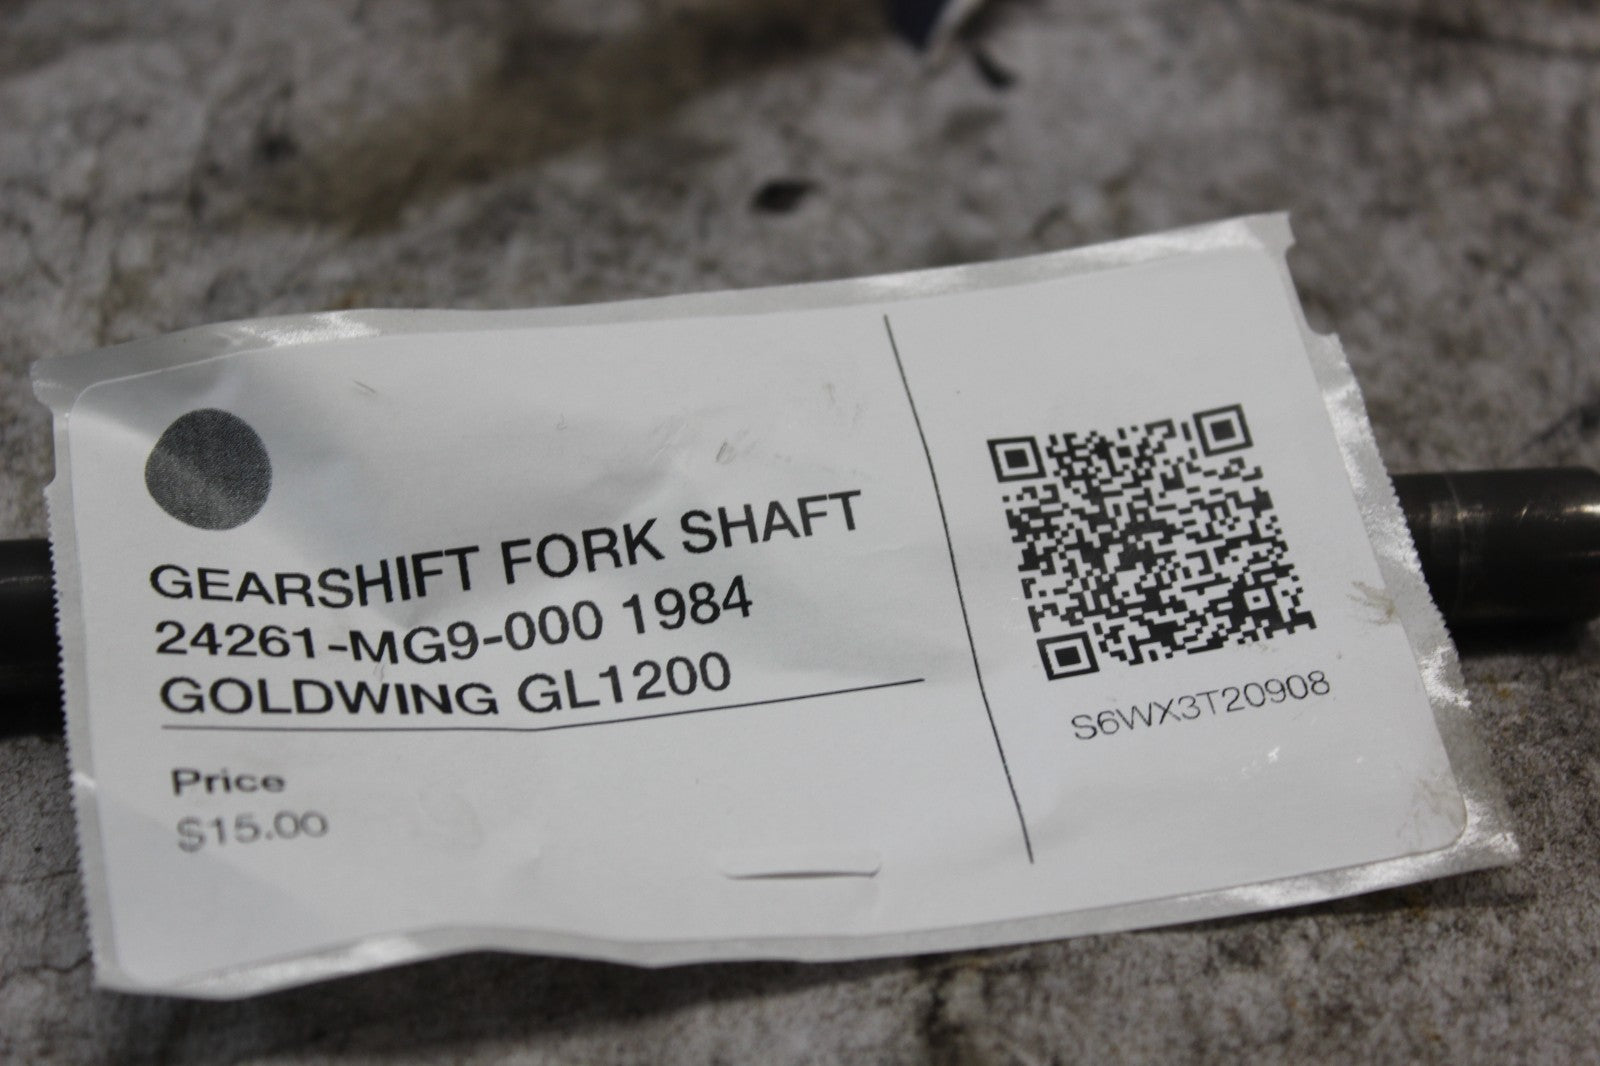 GEARSHIFT FORK SHAFT
24261-MG9-000 1984
GOLDWING GL1200
Price
$15.00
S6WX3T20908